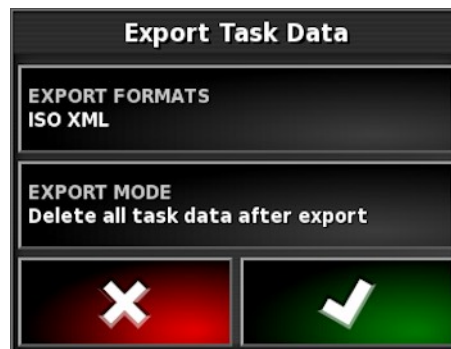 Export Task Data
EXPORT FORMATS
ISO XML
EXPORT MODE
Delete all task data after export